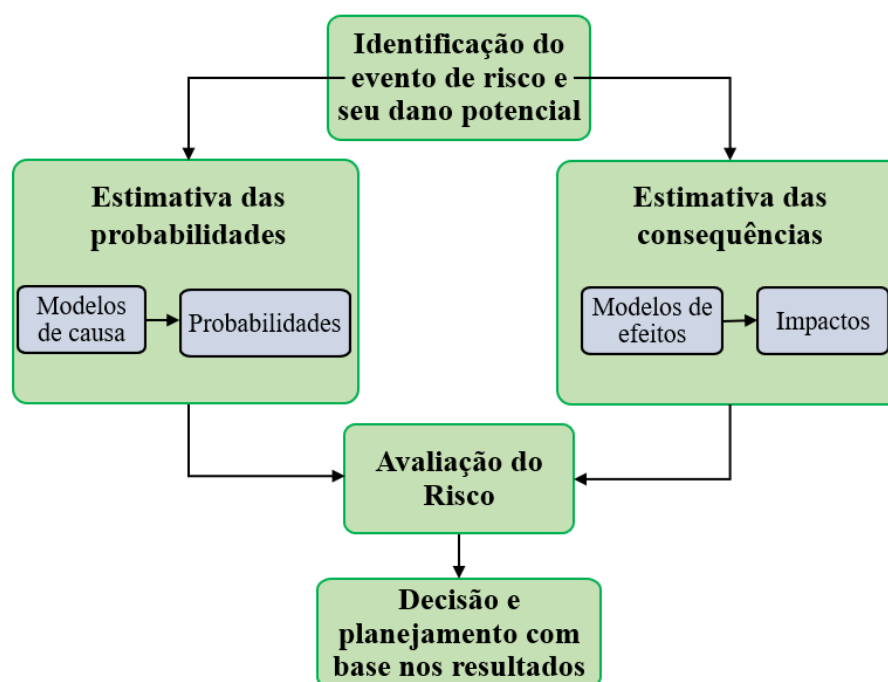 Identificação do
evento de risco e
seu dano potencial
Estimativa das
probabilidades
Modelos
de causa
Probabilidades
Estimativa das
consequências
Modelos de
efeitos
Impactos
Avaliação do
Risco
Decisão e
planejamento com
base nos resultados